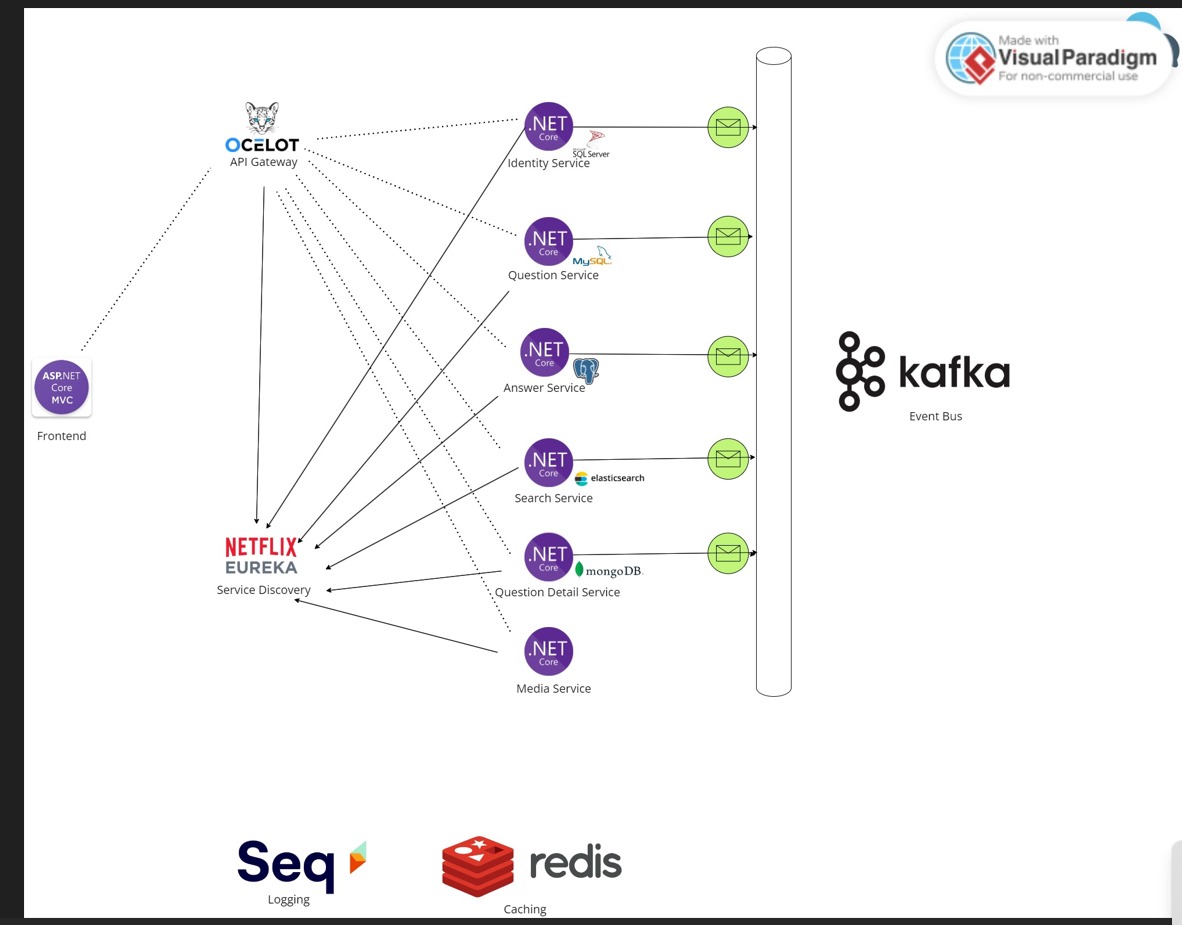 Made with
Visual Paradigm
For non-commercial use
OCELOT
API Gateway
.NET
Core
SQL Server
Identity Service
.NET
Core
MySQL
Question Service
.NET
Core
Answer Service
ASP.NET
Core
MVC
Frontend
kafka
Event Bus
.NET
Core
elasticsearch
Search Service
NETFLIX
EUREKA
Service Discovery
.NET
Core
mongoDB
Question Detail Service
.NET
Core
Media Service
Seq
Logging
redis
Caching